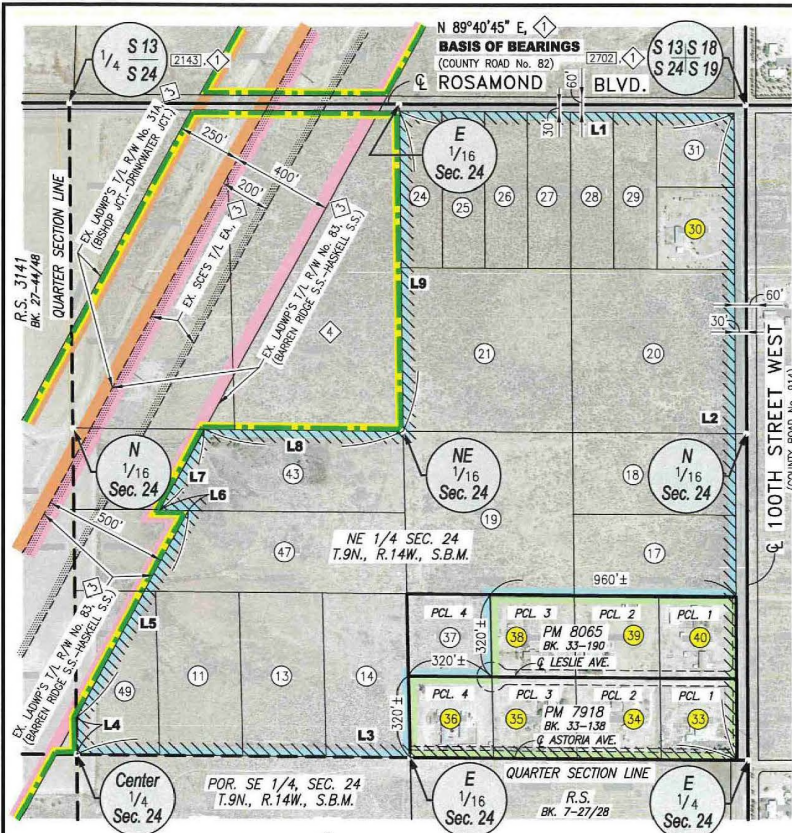 N 89°40'45" E, 1
BASIS OF BEARINGS
(COUNTY ROAD No. 82)
1/4 S 13
S 24
2143 1
2702 1
S 13 S 18
S 24 S 19
℄ ROSAMOND BLVD.
60'
30'
L1
E
1/16
Sec. 24
EX. LADWP'S T/L R/W No. 31A, 3
(BISHOP JCT.-DRINKWATER JCT.)
250'
400'
200'
EX. SCE'S T/L EA., 3
EX. LADWP'S T/L R/W No. 83, 3
(BARREN RIDGE S.S.-HASKELL S.S.)
R.S. 3141
BK. 27-44/48
QUARTER SECTION LINE
24
25
26
27
28
29
31
30
L9
4
21
20
60'
30'
L2
℄ 100TH STREET WEST
(COUNTY ROAD No. 914)
N
1/16
Sec. 24
L8
L7
L6
43
NE
1/16
Sec. 24
18
N
1/16
Sec. 24
19
500'
47
NE 1/4 SEC. 24
T.9N., R.14W., S.B.M.
17
EX. LADWP'S T/L R/W No. 83, 3
(BARREN RIDGE S.S.-HASKELL S.S.)
L5
960'±
PCL. 4
PCL. 3
PCL. 2
PCL. 1
37
38
PM 8065
BK. 33-190
39
40
320'±
320'±
℄ LESLIE AVE.
49
11
13
14
320'±
PCL. 4
PCL. 3
PCL. 2
PCL. 1
36
35
PM 7918
BK. 33-138
34
33
℄ ASTORIA AVE.
L4
L3
Center
1/4
Sec. 24
POR. SE 1/4, SEC. 24
T.9N., R.14W., S.B.M.
E
1/16
Sec. 24
QUARTER SECTION LINE
R.S.
BK. 7-27/28
E
1/4
Sec. 24